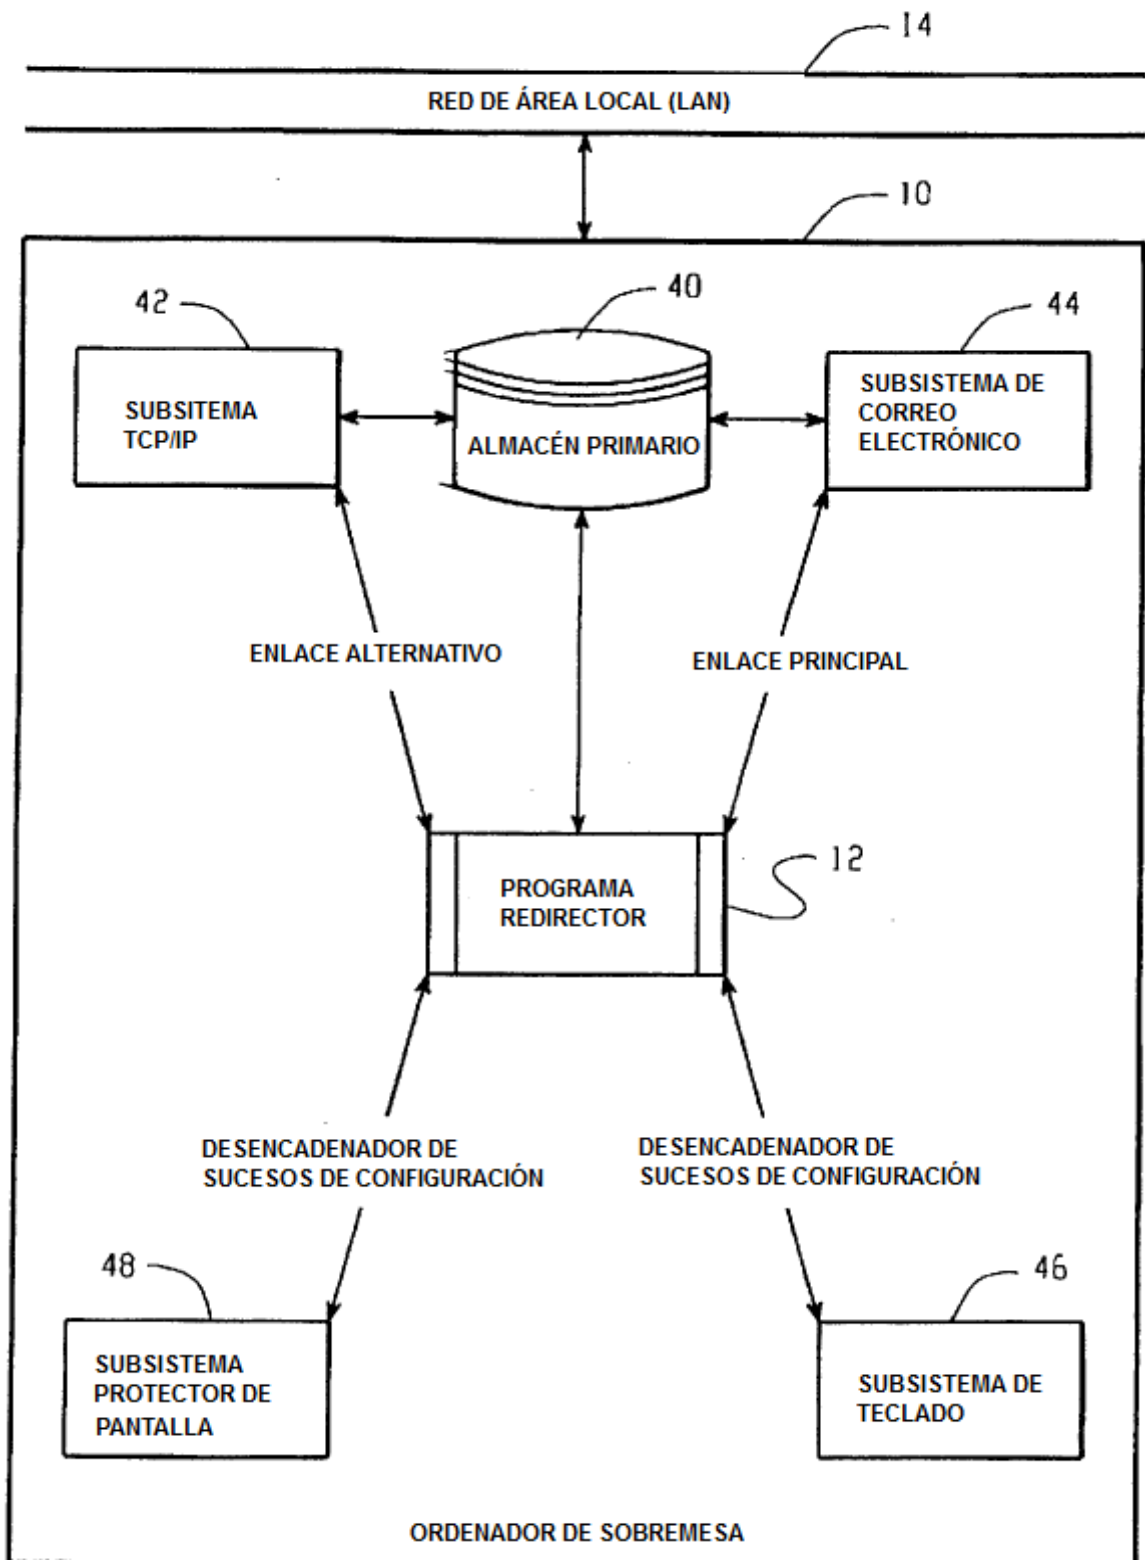 14
RED DE ÁREA LOCAL (LAN)
10
42
40
44
SUBSITEMA
TCP/IP
ALMACÉN PRIMARIO
SUBSISTEMA DE
CORREO
ELECTRÓNICO
ENLACE ALTERNATIVO
ENLACE PRINCIPAL
PROGRAMA
REDIRECTOR
12
DESENCADENADOR DE
SUCESOS DE CONFIGURACIÓN
DESENCADENADOR DE
SUCESOS DE CONFIGURACIÓN
48
46
SUBSISTEMA
PROTECTOR DE
PANTALLA
SUBSISTEMA DE
TECLADO
ORDENADOR DE SOBREMESA